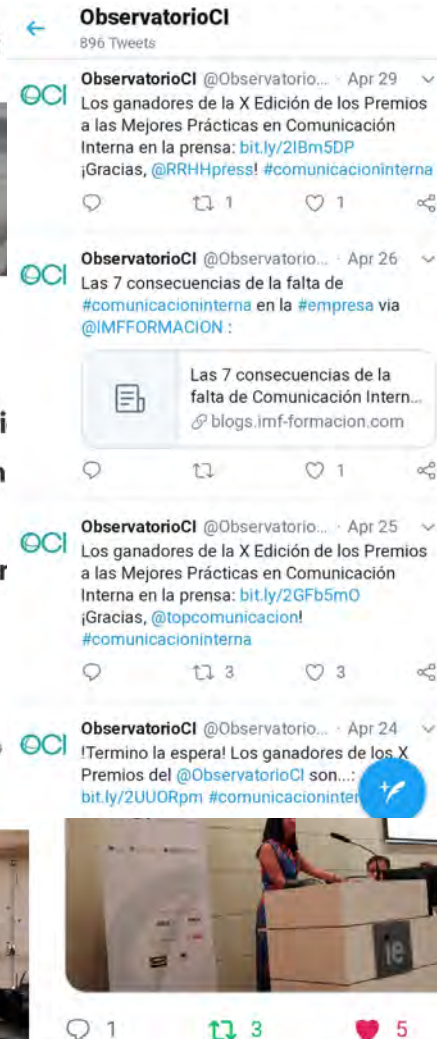 ObservatorioCI
896 Tweets
ObservatorioCI @Observatorio... · Apr 29
OCI
Los ganadores de la X Edición de los Premios
a las Mejores Prácticas en Comunicación
Interna en la prensa: bit.ly/2IBm5DP
¡Gracias, @RRHHpress! #comunicacioninterna
1
1
ObservatorioCI @Observatorio... · Apr 26
OCI
Las 7 consecuencias de la falta de
#comunicacioninterna en la #empresa via
@IMFFORMACION :
Las 7 consecuencias de la
falta de Comunicación Intern...
blogs.imf-formacion.com
1
ObservatorioCI @Observatorio... · Apr 25
OCI
Los ganadores de la X Edición de los Premios
a las Mejores Prácticas en Comunicación
Interna en la prensa: bit.ly/2GFb5mO
¡Gracias, @topcomunicacion!
#comunicacioninterna
3
3
ObservatorioCI @Observatorio... · Apr 24
OCI
!Termino la espera! Los ganadores de los X
Premios del @ObservatorioCI son...:
bit.ly/2UUORpm #comunicacioninter
ie
1
3
5